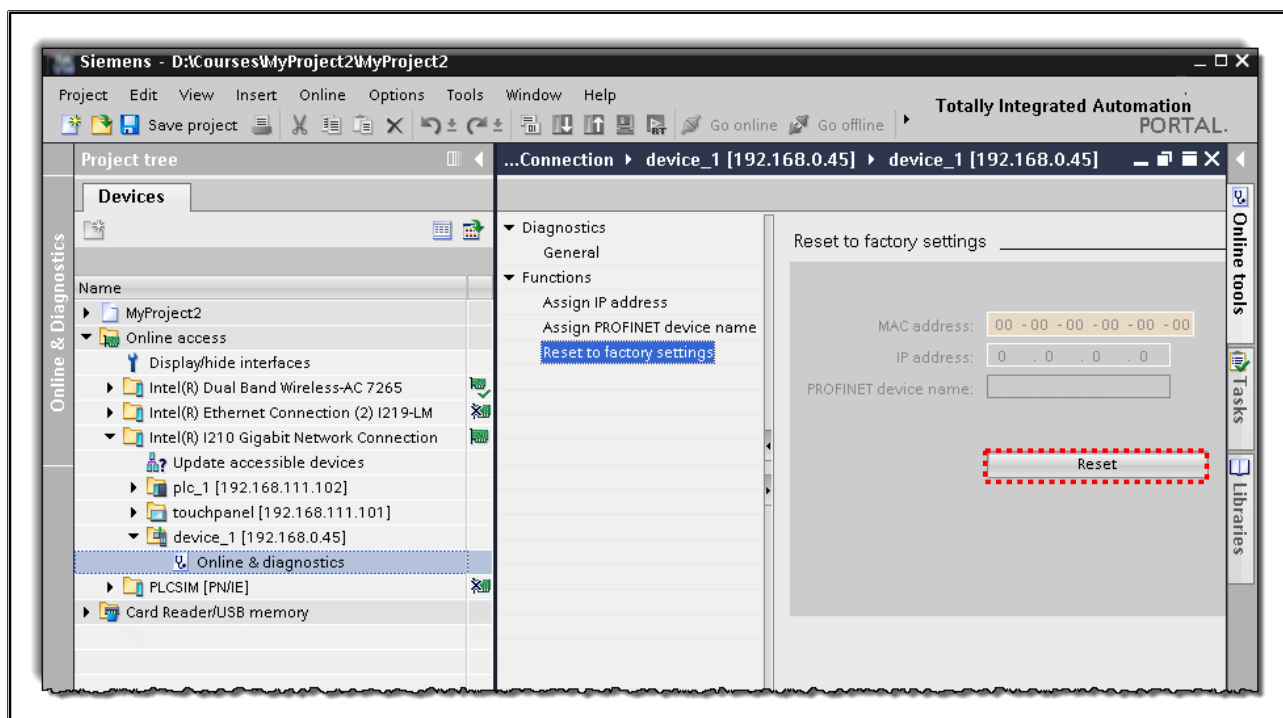 Siemens - D:\Courses\MyProject2\MyProject2
Project Edit View Insert Online Options Tools Window Help
Totally Integrated Automation
PORTAL
Save project
Go online
Go offline
Project tree
...Connection ▸ device_1 [192.168.0.45] ▸ device_1 [192.168.0.45]
Devices
Online & Diagnostics
Name
MyProject2
Online access
Display/hide interfaces
Intel(R) Dual Band Wireless-AC 7265
Intel(R) Ethernet Connection (2) I219-LM
Intel(R) I210 Gigabit Network Connection
Update accessible devices
plc_1 [192.168.111.102]
touchpanel [192.168.111.101]
device_1 [192.168.0.45]
Online & diagnostics
PLCSIM [PN/IE]
Card Reader/USB memory
Diagnostics
General
Functions
Assign IP address
Assign PROFINET device name
Reset to factory settings
Reset to factory settings
MAC address: 00 -00 -00 -00 -00 -00
IP address: 0 . 0 . 0 . 0
PROFINET device name:
Reset
Online tools
Tasks
Libraries